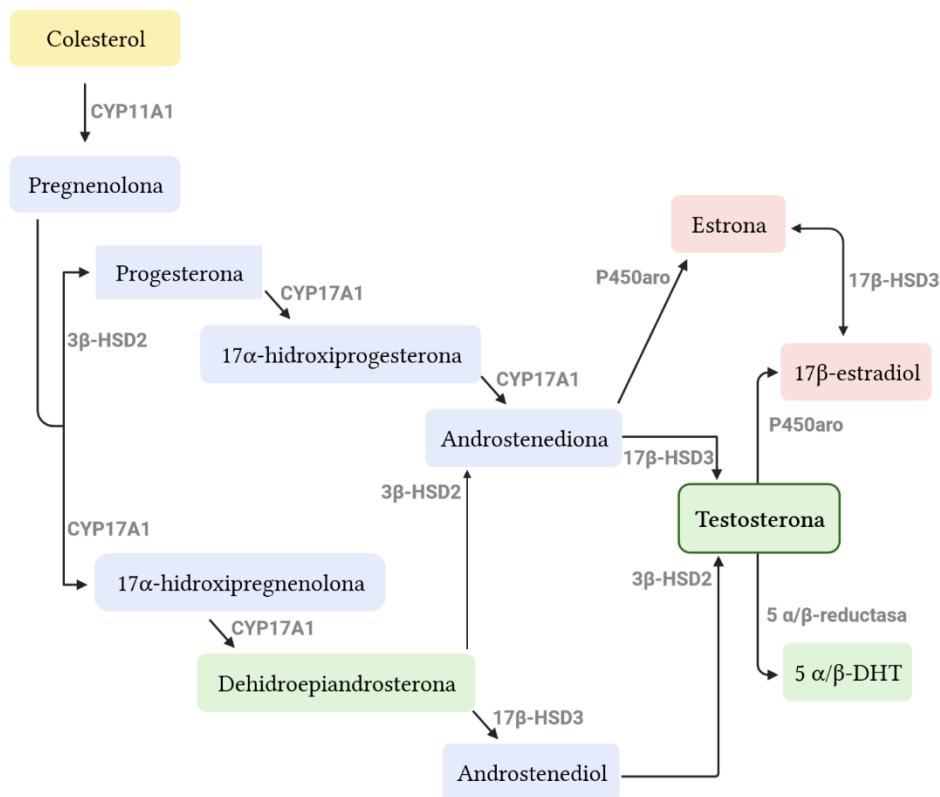 Colesterol
CYP11A1
Pregnenolona
Estrona
Progesterona
P450aro
17β-HSD3
CYP17A1
3β-HSD2
17α-hidroxiprogesterona
CYP17A1
17β-estradiol
P450aro
Androstenediona
17β-HSD3
3β-HSD2
Testosterona
CYP17A1
17α-hidroxipregnenolona
3β-HSD2
5 α/β-reductasa
CYP17A1
Dehidroepiandrosterona
5 α/β-DHT
17β-HSD3
Androstenediol